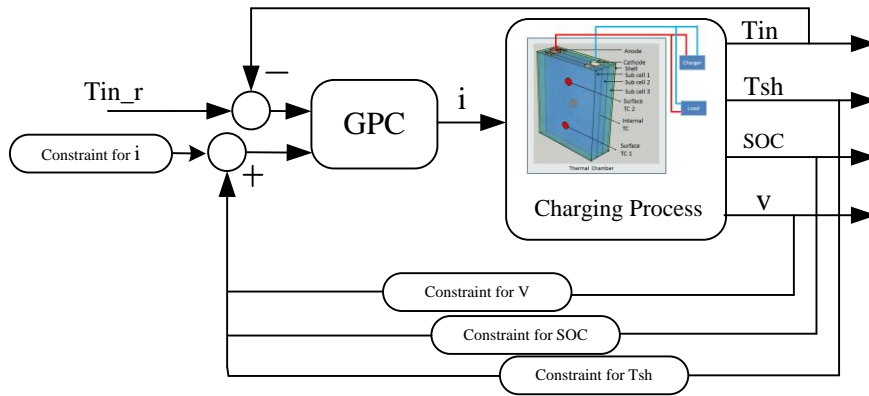 Tin
Anode
Cathode
Shell
Sub cell 1
Sub cell 2
Sub cell 3
Charger
Tin_r
GPC
i
Surface
TC 2
Load
Tsh
Internal
TC
Constraint for i
+
Surface
TC 3
SOC
Thermal Chamber
Charging Process
v
Constraint for V
Constraint for SOC
Constraint for Tsh